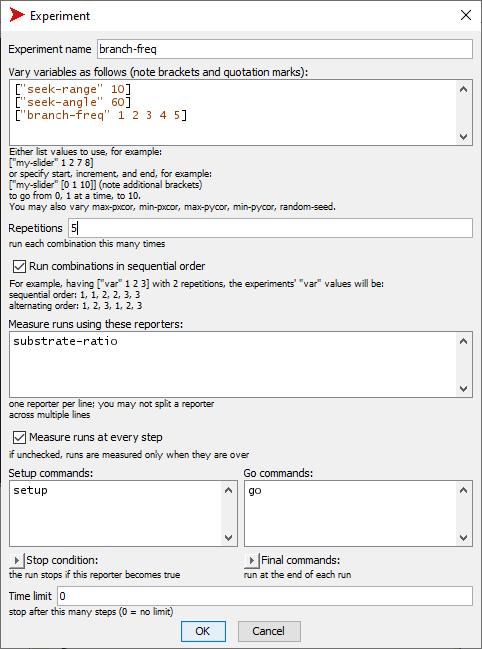 Experiment
Experiment name branch-freq
Vary variables as follows (note brackets and quotation marks):
["seek-range" 10]
["seek-angle" 60]
["branch-freq" 1 2 3 4 5]
Either list values to use, for example:
["my-slider" 1 2 7 8]
or specify start, increment, and end, for example:
["my-slider" [0 1 10]] (note additional brackets)
to go from 0, 1 at a time, to 10.
You may also vary max-pxcor, min-pxcor, max-pycor, min-pycor, random-seed.
Repetitions 5
run each combination this many times
Run combinations in sequential order
For example, having ["var" 1 2 3] with 2 repetitions, the experiments' "var" values will be:
sequential order: 1, 1, 2, 2, 3, 3
alternating order: 1, 2, 3, 1, 2, 3
Measure runs using these reporters:
substrate-ratio
one reporter per line; you may not split a reporter
across multiple lines
Measure runs at every step
if unchecked, runs are measured only when they are over
Setup commands: Go commands:
setup go
Stop condition: Final commands:
the run stops if this reporter becomes true run at the end of each run
Time limit 0
stop after this many steps (0 = no limit)
OK Cancel